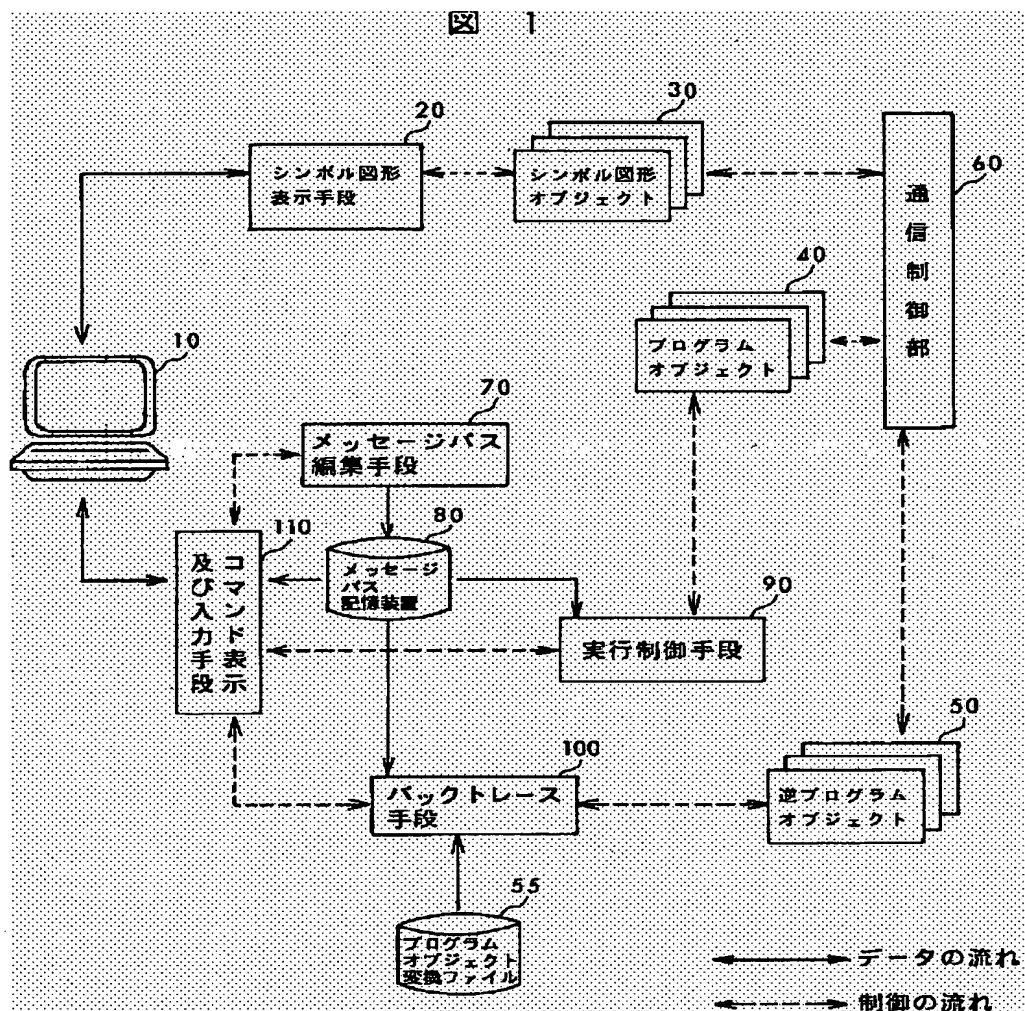 図 1
20
シンボル図形
表示手段
30
シンボル図形
オブジェクト
60
通信制御部
40
プログラム
オブジェクト
10
70
メッセージパス
編集手段
110
コマンド表示
及び入力手段
80
メッセージ
パス
記憶装置
90
実行制御手段
50
逆プログラム
オブジェクト
100
バックトレース
手段
55
プログラム
オブジェクト
変換ファイル
データの流れ
制御の流れ